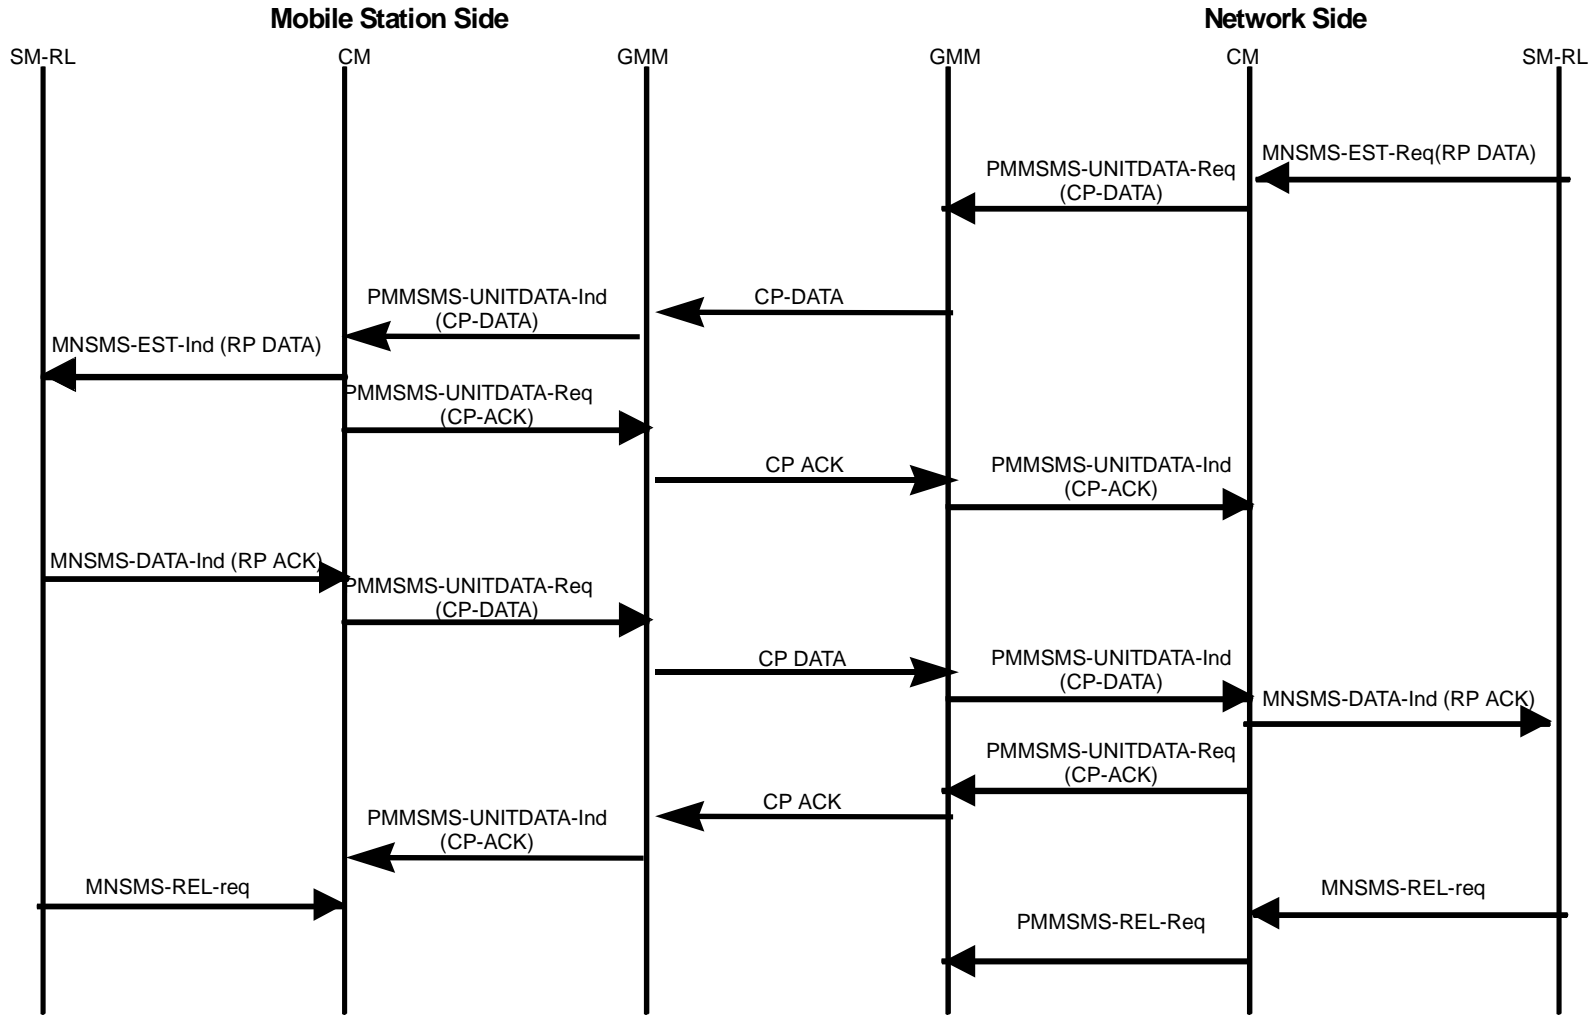 Mobile Station Side
Network Side
SM-RL
CM
GMM
GMM
CM
SM-RL
MNSMS-EST-Req(RP DATA)
PMMSMS-UNITDATA-Req
(CP-DATA)
CP-DATA
PMMSMS-UNITDATA-Ind
(CP-DATA)
MNSMS-EST-Ind (RP DATA)
PMMSMS-UNITDATA-Req
(CP-ACK)
CP ACK
PMMSMS-UNITDATA-Ind
(CP-ACK)
MNSMS-DATA-Ind (RP ACK)
PMMSMS-UNITDATA-Req
(CP-DATA)
CP DATA
PMMSMS-UNITDATA-Ind
(CP-DATA)
MNSMS-DATA-Ind (RP ACK)
PMMSMS-UNITDATA-Req
(CP-ACK)
CP ACK
PMMSMS-UNITDATA-Ind
(CP-ACK)
MNSMS-REL-req
MNSMS-REL-req
PMMSMS-REL-Req